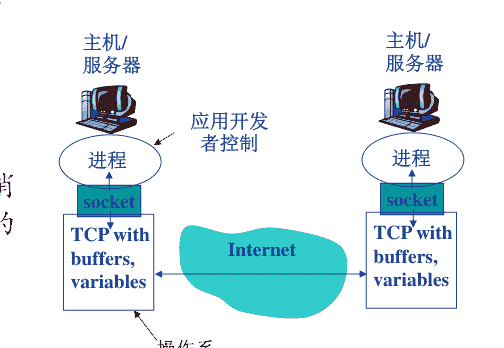 主机/
服务器
主机/
服务器
应用开发
者控制
进程
进程
socket
socket
TCP with
buffers,
variables
Internet
TCP with
buffers,
variables
的